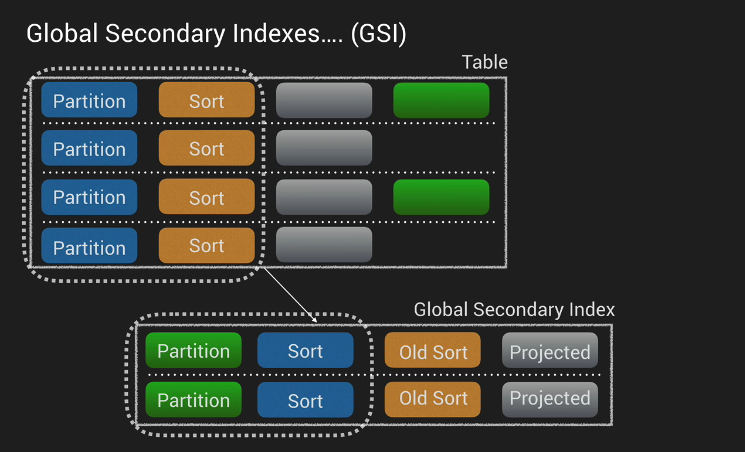 Global Secondary Indexes.... (GSI)
Table
Partition Sort
Partition Sort
Partition Sort
Partition Sort
Global Secondary Index
Partition Sort Old Sort Projected
Partition Sort Old Sort Projected